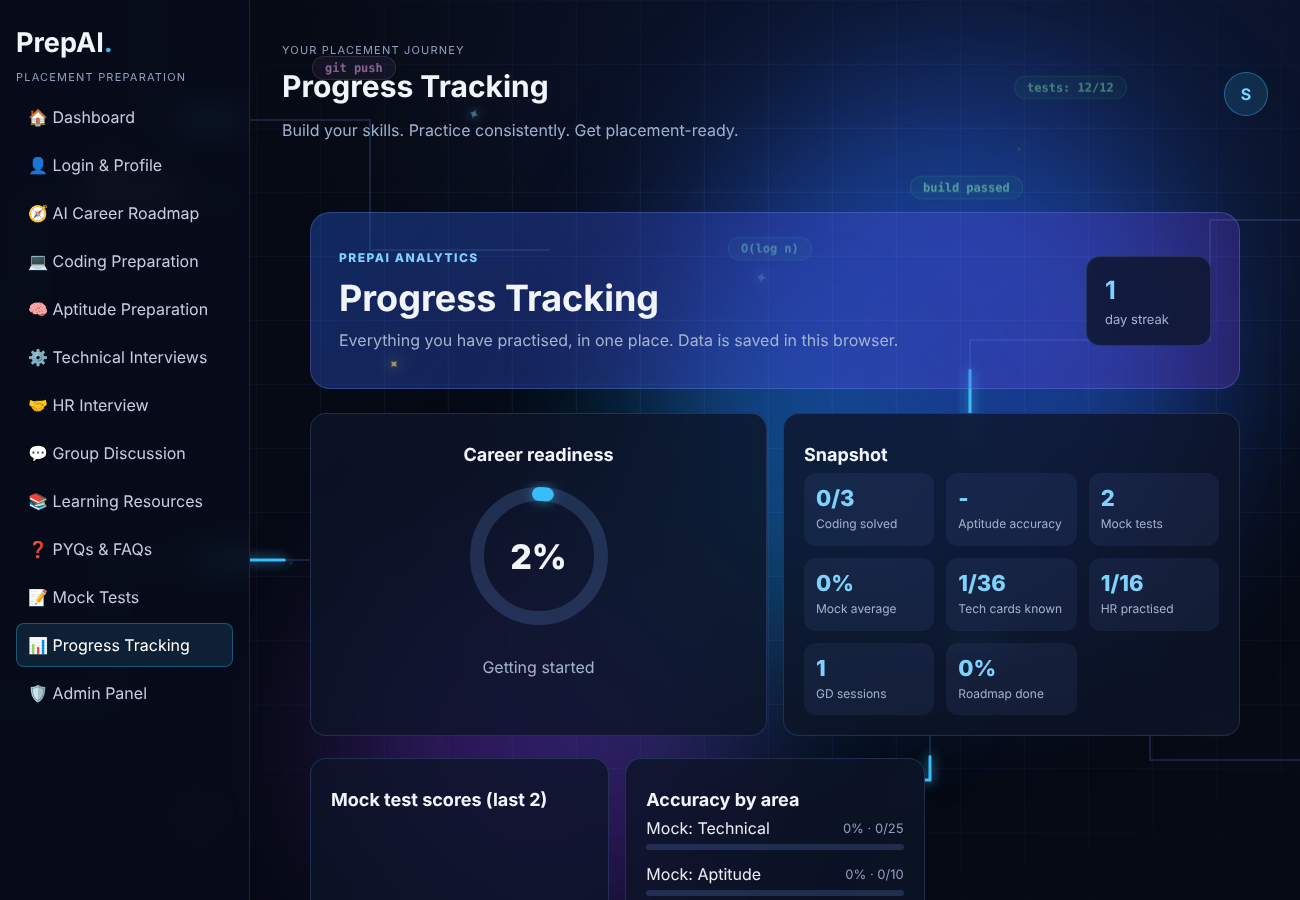 PrepAI.
PLACEMENT PREPARATION
🏠 Dashboard
👤 Login & Profile
🧭 AI Career Roadmap
💻 Coding Preparation
🧠 Aptitude Preparation
⚙️ Technical Interviews
🤝 HR Interview
💬 Group Discussion
📚 Learning Resources
❓ PYQs & FAQs
📝 Mock Tests
📊 Progress Tracking
🛡️ Admin Panel
YOUR PLACEMENT JOURNEY
git push
Progress Tracking
Build your skills. Practice consistently. Get placement-ready.
tests: 12/12
S
build passed
O(log n)
PREPAI ANALYTICS
Progress Tracking
Everything you have practised, in one place. Data is saved in this browser.
1
day streak
Career readiness
2%
Getting started
Snapshot
0/3
Coding solved
-
Aptitude accuracy
2
Mock tests
0%
Mock average
1/36
Tech cards known
1/16
HR practised
1
GD sessions
0%
Roadmap done
Mock test scores (last 2)
Accuracy by area
Mock: Technical 0% · 0/25
Mock: Aptitude 0% · 0/10